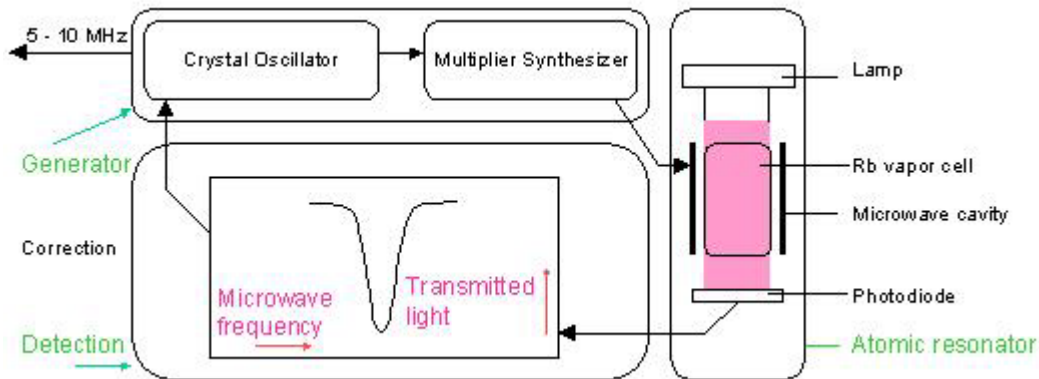 5 - 10 MHz
Crystal Oscillator
Multiplier Synthesizer
Lamp
Generator
Rb vapor cell
Microwave cavity
Correction
Microwave
frequency
Transmitted
light
Photodiode
Detection
Atomic resonator